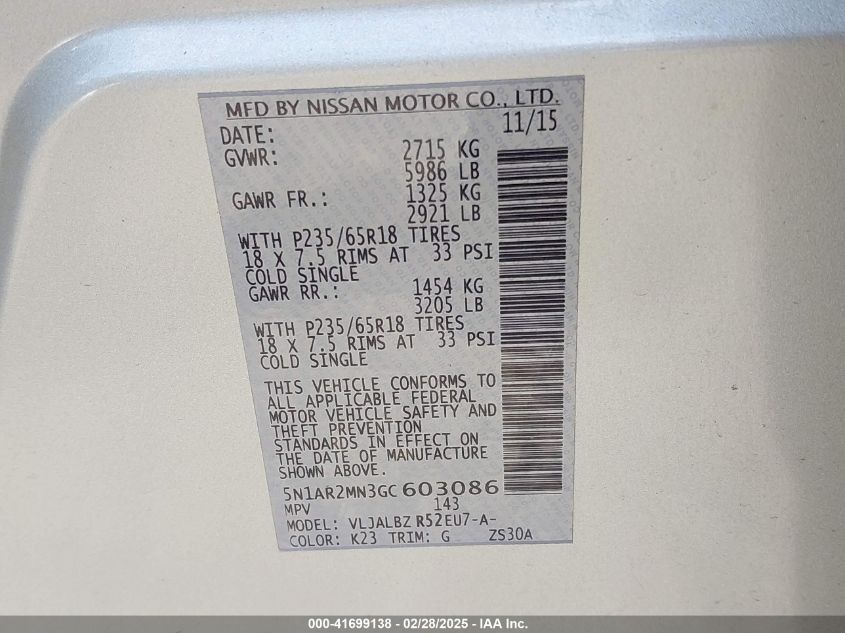 MFD BY NISSAN MOTOR CO., LTD.
DATE: 11/15
GVWR: 2715 KG
5986 LB
GAWR FR.: 1325 KG
2921 LB
WITH P235/65R18 TIRES
18 X 7.5 RIMS AT 33 PSI
COLD SINGLE
GAWR RR.: 1454 KG
3205 LB
WITH P235/65R18 TIRES
18 X 7.5 RIMS AT 33 PSI
COLD SINGLE
THIS VEHICLE CONFORMS TO
ALL APPLICABLE FEDERAL
MOTOR VEHICLE SAFETY AND
THEFT PREVENTION
STANDARDS IN EFFECT ON
THE DATE OF MANUFACTURE
SHOWN ABOVE.
5N1AR2MN3GC603086
MPV 143
MODEL: VLJALBZ R52EU7-A-
COLOR: K23 TRIM: G ZS30A
000-41699138 - 02/28/2025 - IAA Inc.